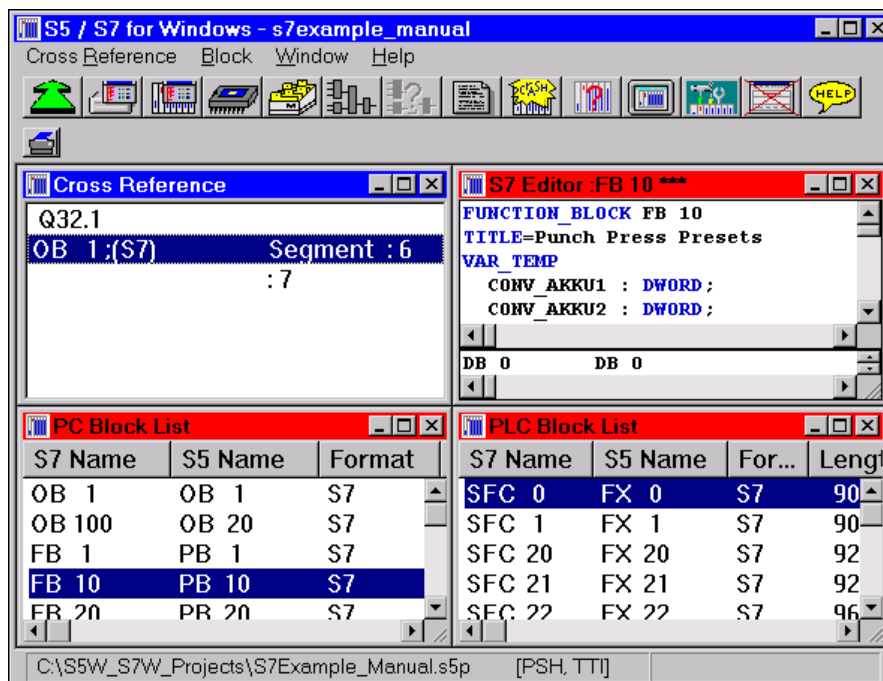 S5 / S7 for Windows - s7example_manual
Cross Reference Block Window Help
CRASH HELP
Cross Reference
Q32.1
OB 1 ;(S7) Segment : 6
: 7
S7 Editor :FB 10 ***
FUNCTION_BLOCK FB 10
TITLE=Punch Press Presets
VAR_TEMP
CONV_AKKU1 : DWORD ;
CONV_AKKU2 : DWORD ;
DB 0 DB 0
PC Block List
S7 Name S5 Name Format
OB 1 OB 1 S7
OB 100 OB 20 S7
FB 1 PB 1 S7
FB 10 PB 10 S7
FB 20 PB 20 S7
PLC Block List
S7 Name S5 Name For... Lengt
SFC 0 FX 0 S7 90
SFC 1 FX 1 S7 90
SFC 20 FX 20 S7 92
SFC 21 FX 21 S7 92
SFC 22 FX 22 S7 96
C:\S5W_S7W_Projects\S7Example_Manual.s5p [PSH, TTI]